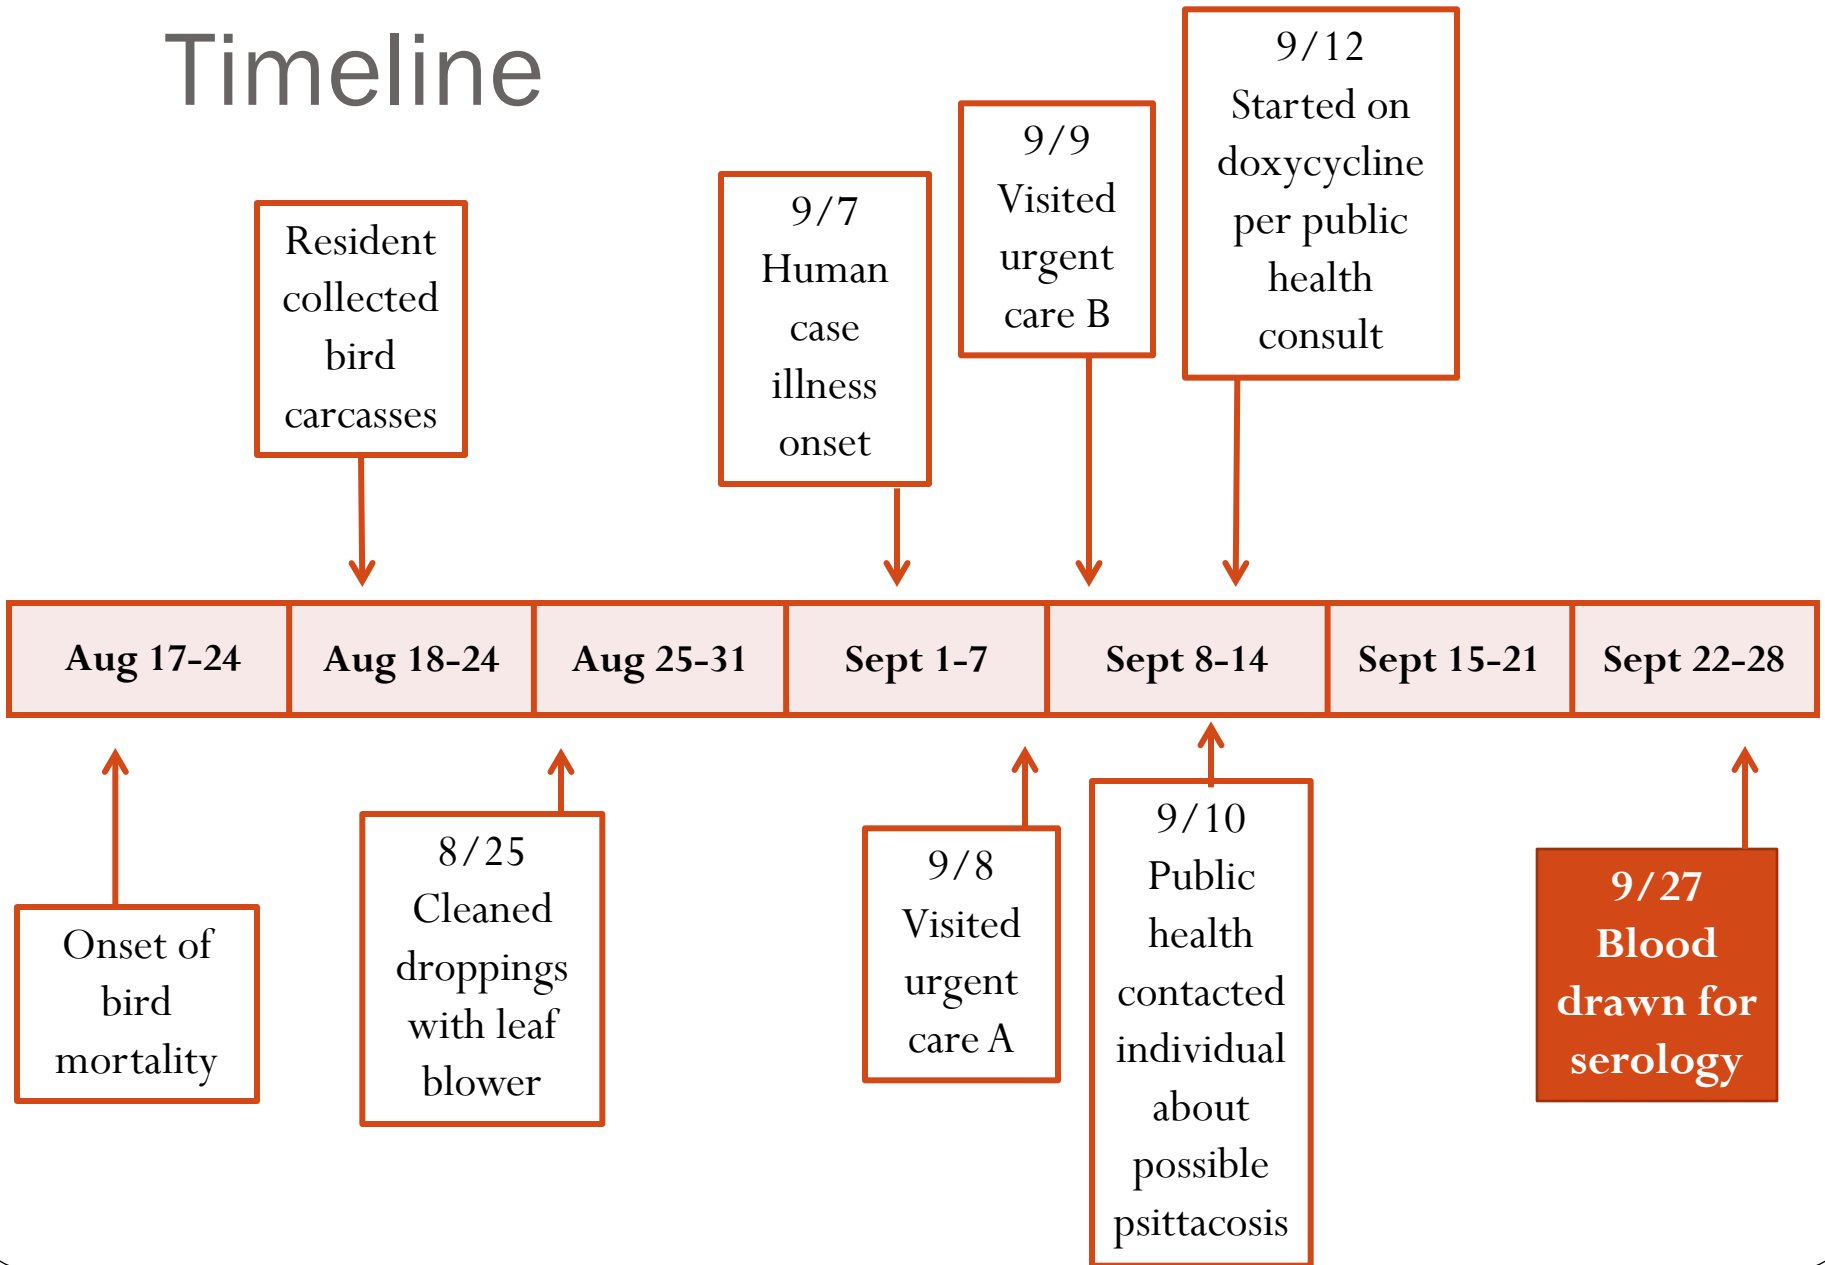 Timeline
Resident
collected
bird
carcasses
9/7
Human
case
illness
onset
9/9
Visited
urgent
care B
9/12
Started on
doxycycline
per public
health
consult
Aug 17-24
Aug 18-24
Aug 25-31
Sept 1-7
Sept 8-14
Sept 15-21
Sept 22-28
Onset of
bird
mortality
8/25
Cleaned
droppings
with leaf
blower
9/8
Visited
urgent
care A
9/10
Public
health
contacted
individual
about
possible
psittacosis
9/27
Blood
drawn for
serology